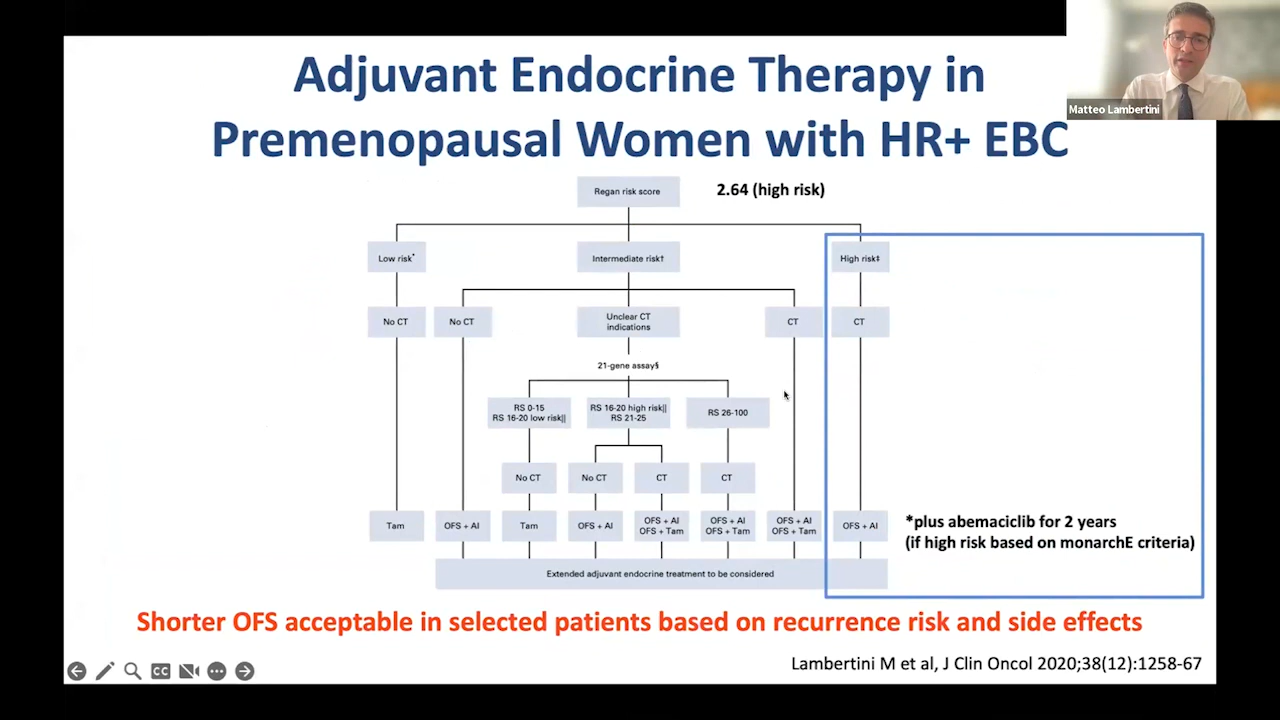 Adjuvant Endocrine Therapy in
Premenopausal Women with HR+ EBC
Matteo Lambertini
Regan risk score
2.64 (high risk)
Low risk*
Intermediate risk†
High risk‡
No CT
No CT
Unclear CT
indications
CT
CT
21-gene assay§
RS 0-15
RS 16-20 low risk||
RS 16-20 high risk||
RS 21-25
RS 26-100
No CT
No CT
CT
CT
Tam
OFS + AI
Tam
OFS + AI
OFS + AI
OFS + Tam
OFS + AI
OFS + Tam
OFS + AI
OFS + Tam
OFS + AI
*plus abemaciclib for 2 years
(if high risk based on monarchE criteria)
Extended adjuvant endocrine treatment to be considered
Shorter OFS acceptable in selected patients based on recurrence risk and side effects
Lambertini M et al, J Clin Oncol 2020;38(12):1258-67
CC